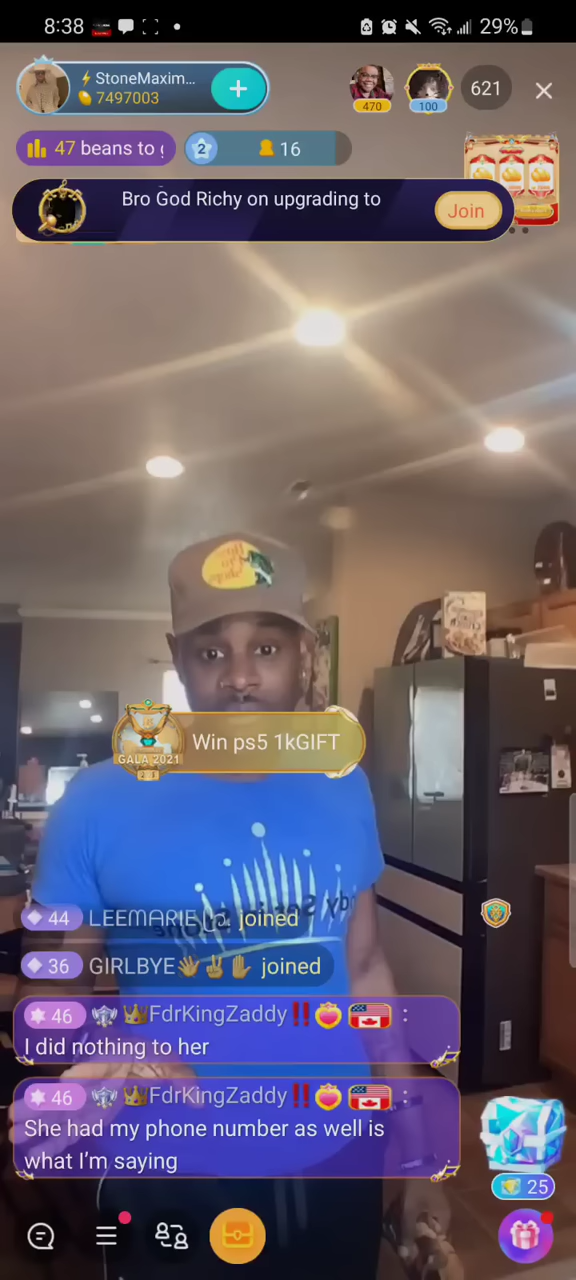 8:38
29%
StoneMaxim...
7497003
470
100
621
47 beans to g
2
16
Bro God Richy on upgrading to
Join
Win ps5 1kGIFT
GALA 2021
44 LEEMARIE joined
36 GIRLBYE👋✌✋ joined
46 👑FdrKingZaddy‼ :
I did nothing to her
46 👑FdrKingZaddy‼ :
She had my phone number as well is
what I'm saying
25